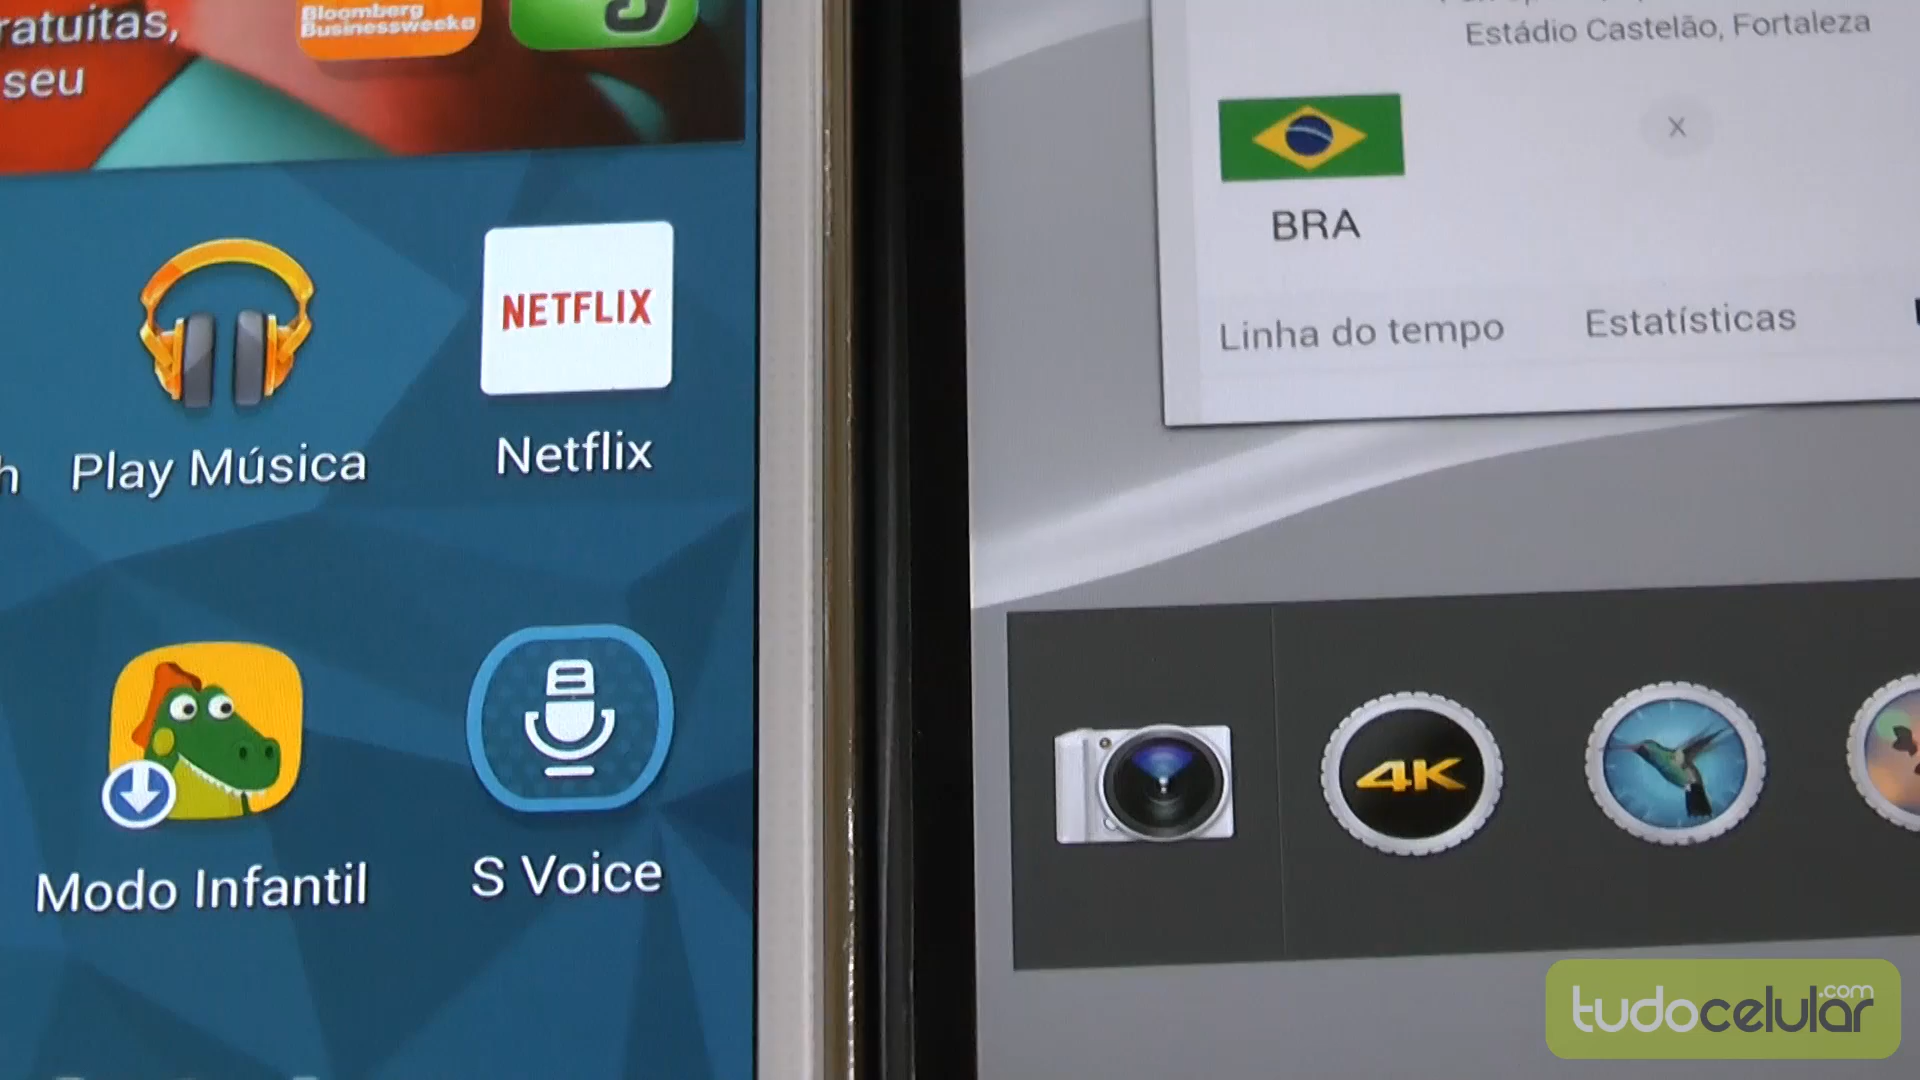 ratuitas,
seu
Bloomberg
Businessweek
NETFLIX
Play Música
Netflix
Modo Infantil
S Voice
Estádio Castelão, Fortaleza
x
BRA
Linha do tempo
Estatísticas
4K
tudocelular.com